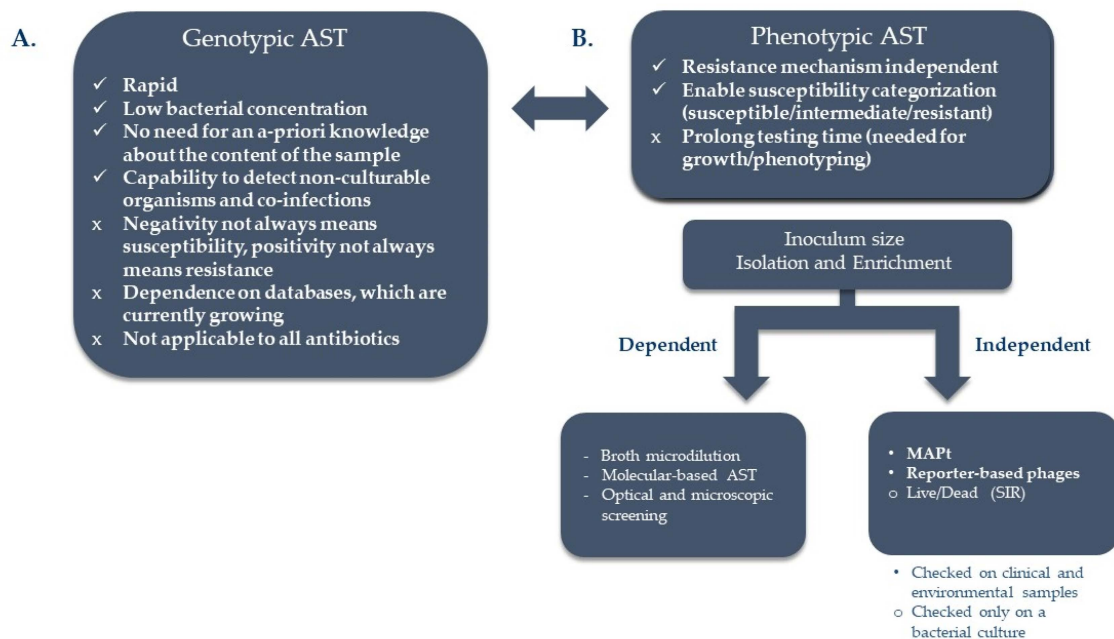 A.
Genotypic AST
✓ Rapid
✓ Low bacterial concentration
✓ No need for an a-priori knowledge
about the content of the sample
✓ Capability to detect non-culturable
organisms and co-infections
x Negativity not always means
susceptibility, positivity not always
means resistance
x Dependence on databases, which are
currently growing
x Not applicable to all antibiotics
B.
Phenotypic AST
✓ Resistance mechanism independent
✓ Enable susceptibility categorization
(susceptible/intermediate/resistant)
x Prolong testing time (needed for
growth/phenotyping)
Inoculum size
Isolation and Enrichment
Dependent
Independent
- Broth microdilution
- Molecular-based AST
- Optical and microscopic
screening
• MAPt
• Reporter-based phages
o Live/Dead (SIR)
• Checked on clinical and
environmental samples
o Checked only on a
bacterial culture